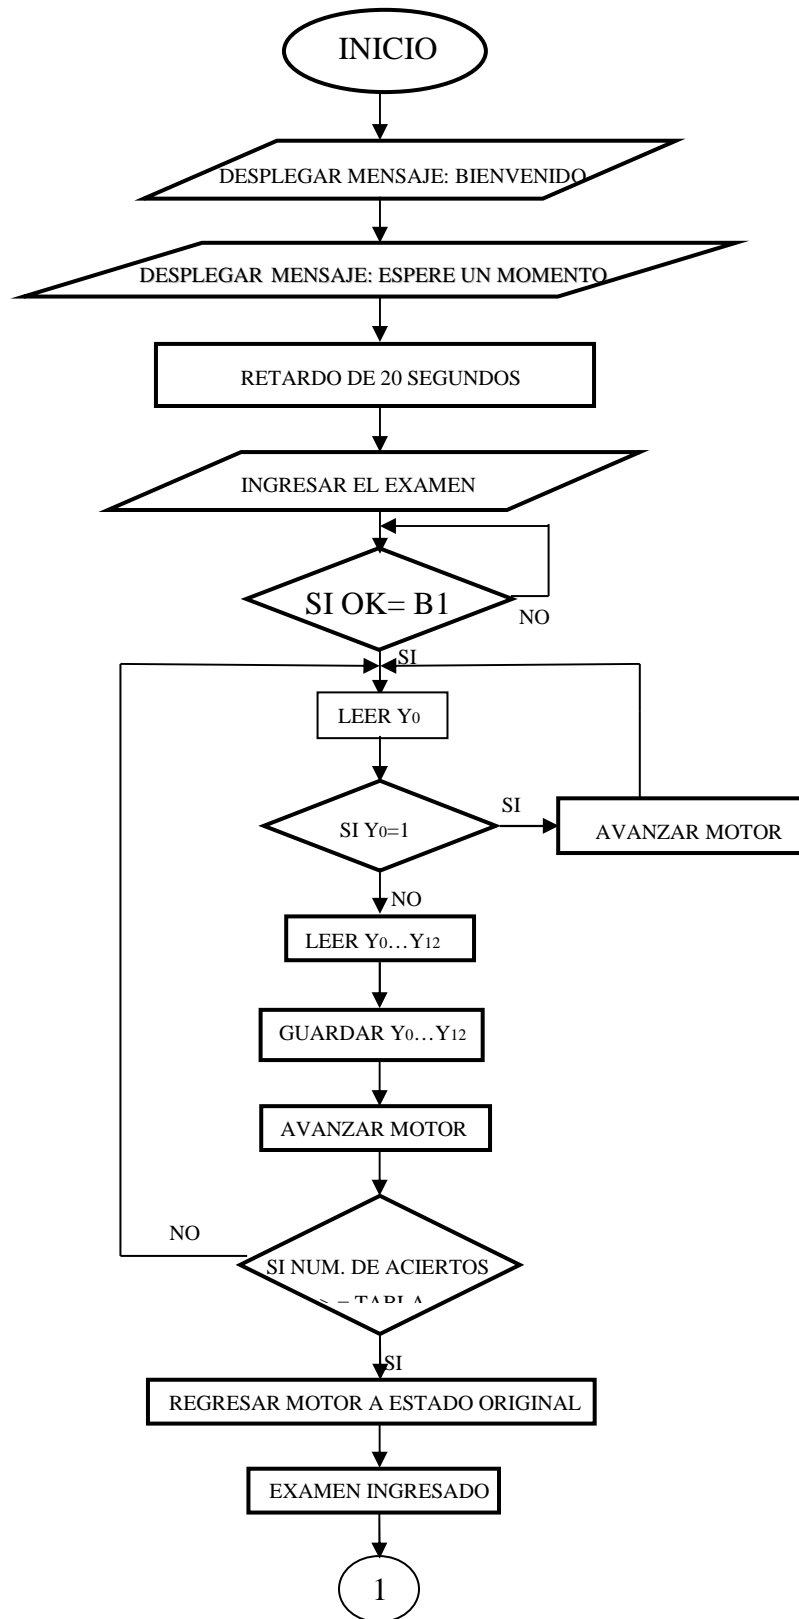 INICIO
DESPLEGAR MENSAJE: BIENVENIDO
DESPLEGAR MENSAJE: ESPERE UN MOMENTO
RETARDO DE 20 SEGUNDOS
INGRESAR EL EXAMEN
SI OK= B1
NO
SI
LEER Y0
SI Y0=1
SI
AVANZAR MOTOR
NO
LEER Y0…Y12
GUARDAR Y0…Y12
AVANZAR MOTOR
NO
SI NUM. DE ACIERTOS
>= TABLA
SI
REGRESAR MOTOR A ESTADO ORIGINAL
EXAMEN INGRESADO
1